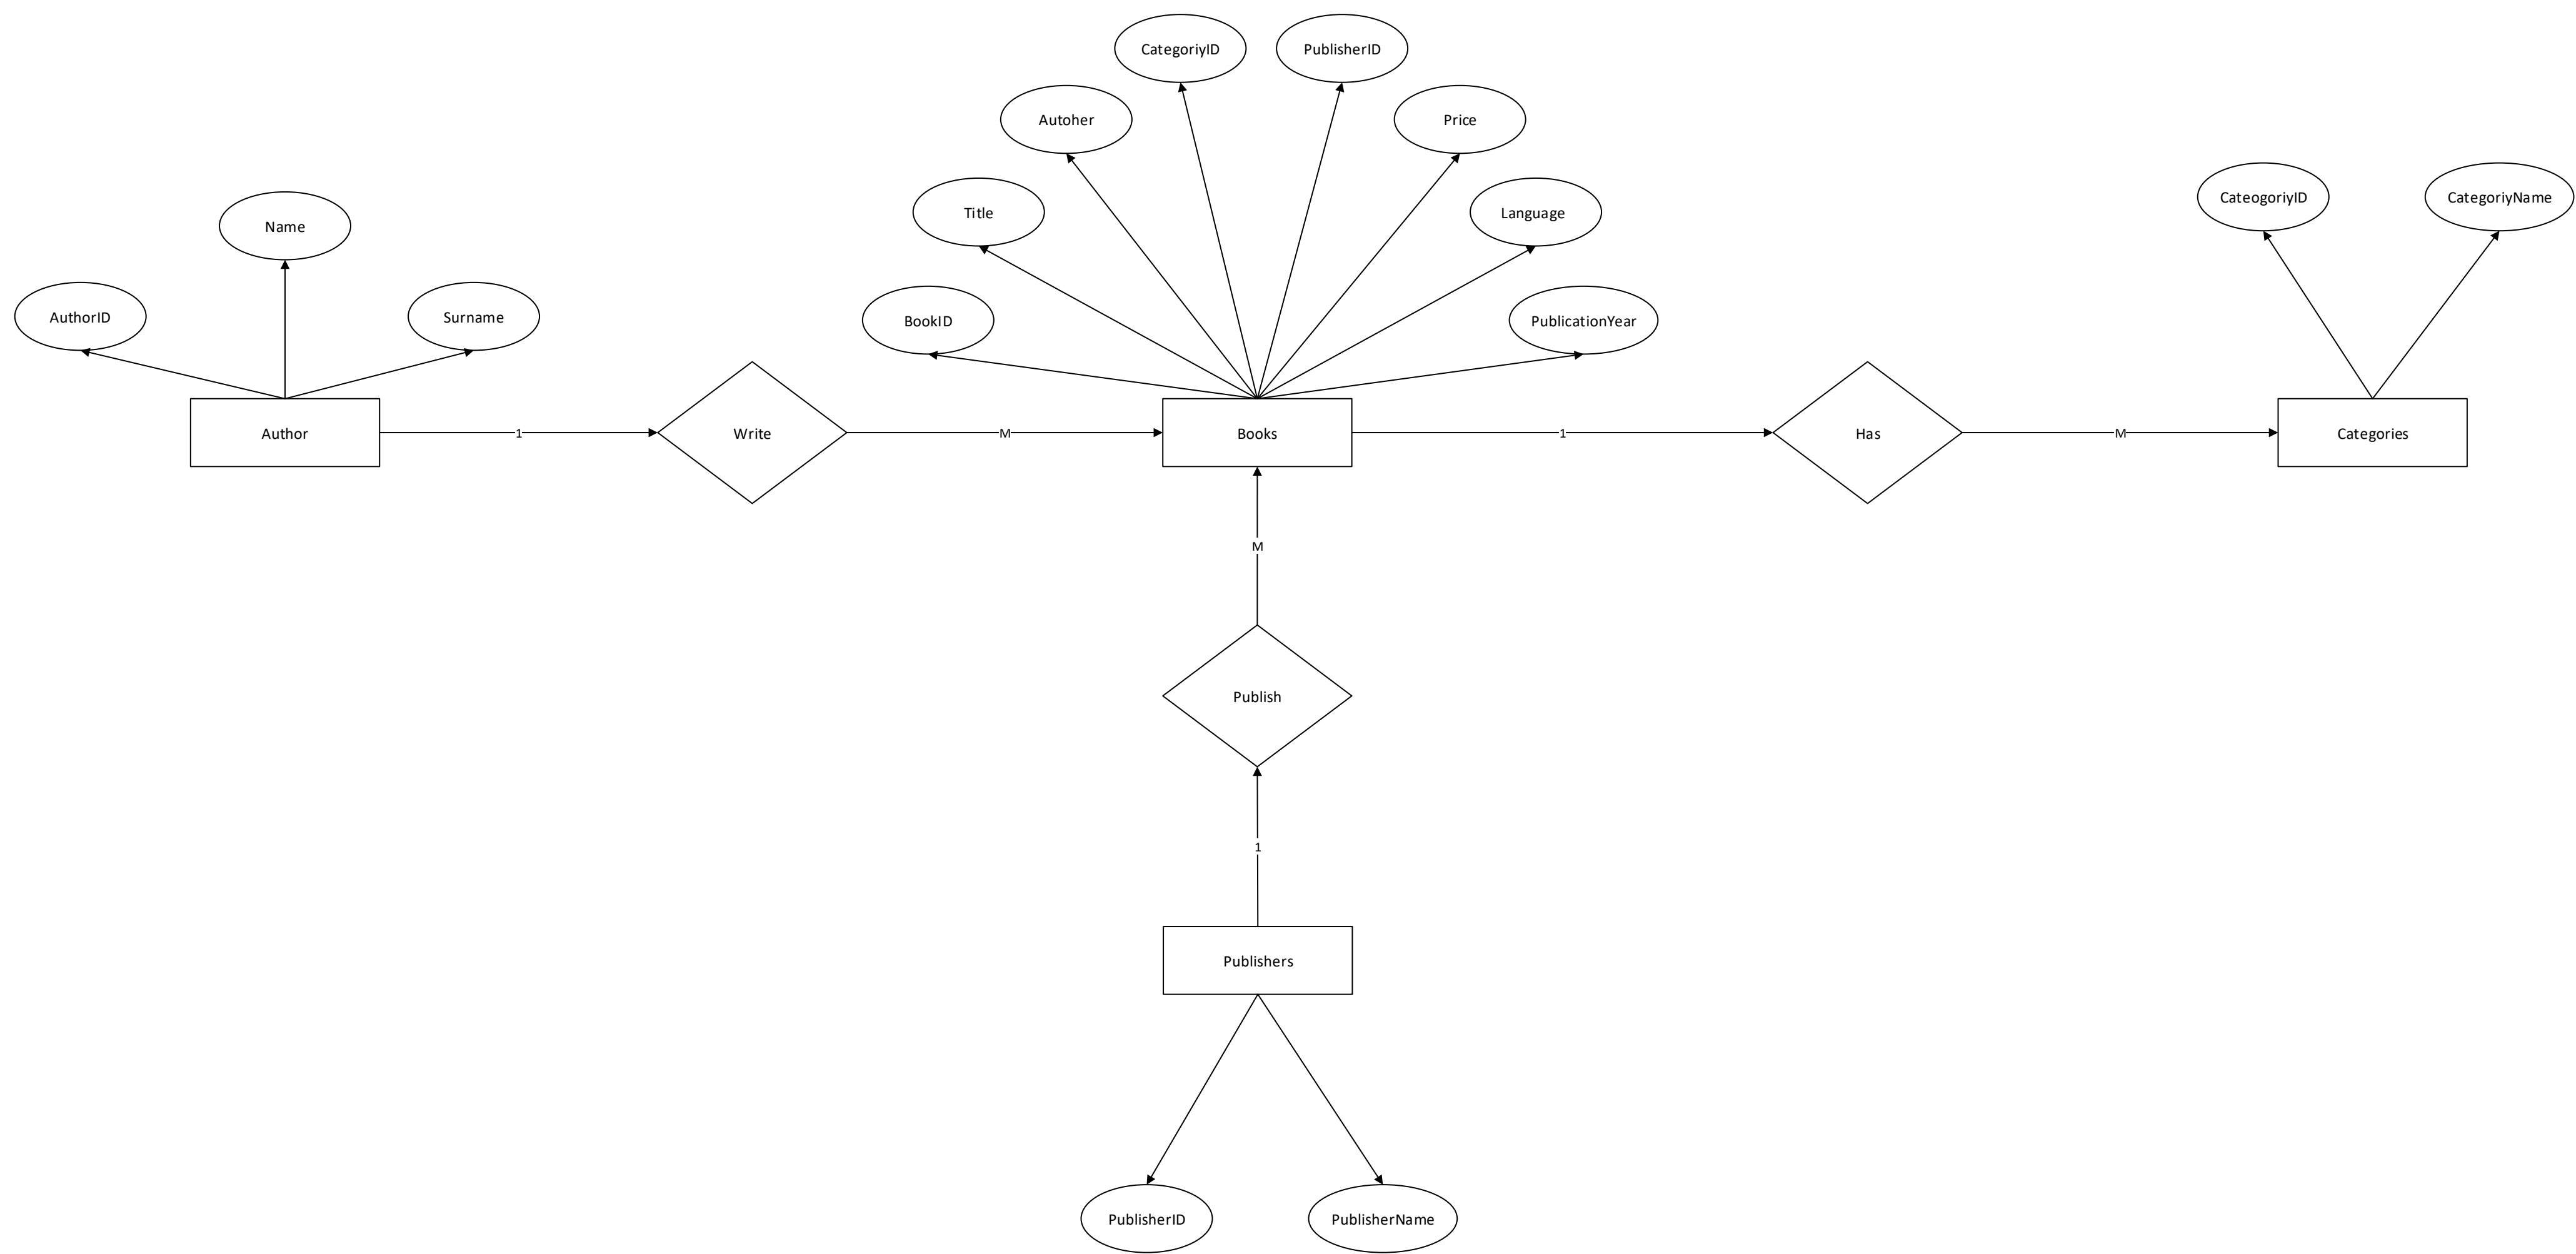 CategoriyID
PublisherID
Autoher
Price
Title
Language
CateogoriyID
CategoriyName
Name
AuthorID
Surname
BookID
PublicationYear
Author
1
Write
M
Books
1
Has
M
Categories
M
Publish
1
Publishers
PublisherID
PublisherName